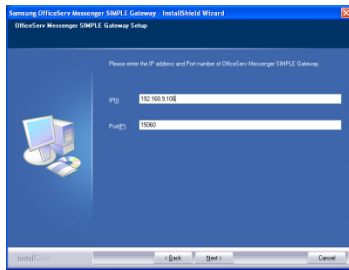 Samsung OfficeServ Messenger SIMPLE Gateway - InstallShield Wizard
OfficeServ Messenger SIMPLE Gateway Setup
Please enter the IP address and Port number of OfficeServ Messenger SIMPLE Gateway.
IP(I)
192.168.9.106
Port(P)
15060
InstallShield
< Back
Next >
Cancel